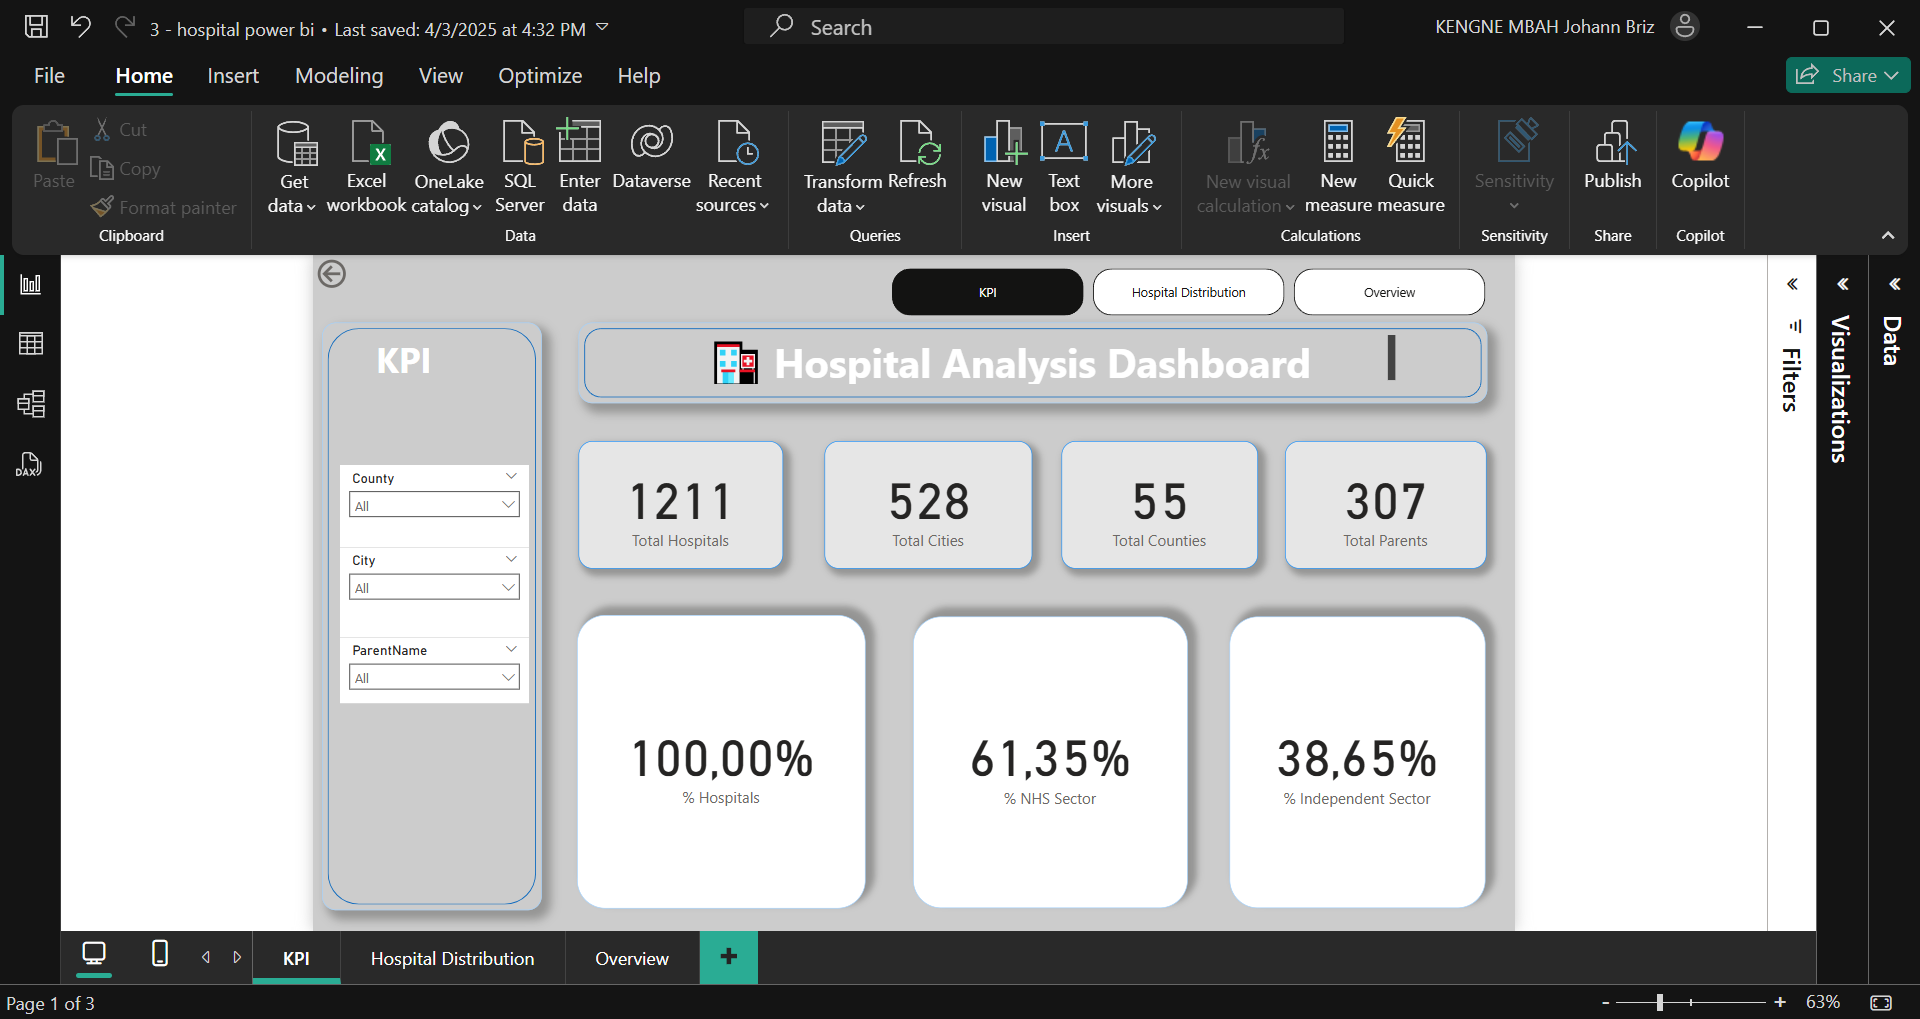 3 - hospital power bi • Last saved: 4/3/2025 at 4:32 PM
Search
KENGNE MBAH Johann Briz
File Home Insert Modeling View Optimize Help
Share
Paste
Cut
Copy
Format painter
Clipboard
Get data
Excel workbook
OneLake catalog
SQL Server
Enter data
Dataverse
Recent sources
Data
Transform data
Refresh
Queries
New visual
Text box
More visuals
Insert
New visual calculation
New measure
Quick measure
Calculations
Sensitivity
Sensitivity
Publish
Share
Copilot
Copilot
DAX
KPI
Hospital Distribution
Overview
KPI
Hospital Analysis Dashboard
County
All
City
All
ParentName
All
1211
Total Hospitals
528
Total Cities
55
Total Counties
307
Total Parents
100,00%
% Hospitals
61,35%
% NHS Sector
38,65%
% Independent Sector
Filters
Visualizations
Data
KPI
Hospital Distribution
Overview
+
Page 1 of 3
- + 63%